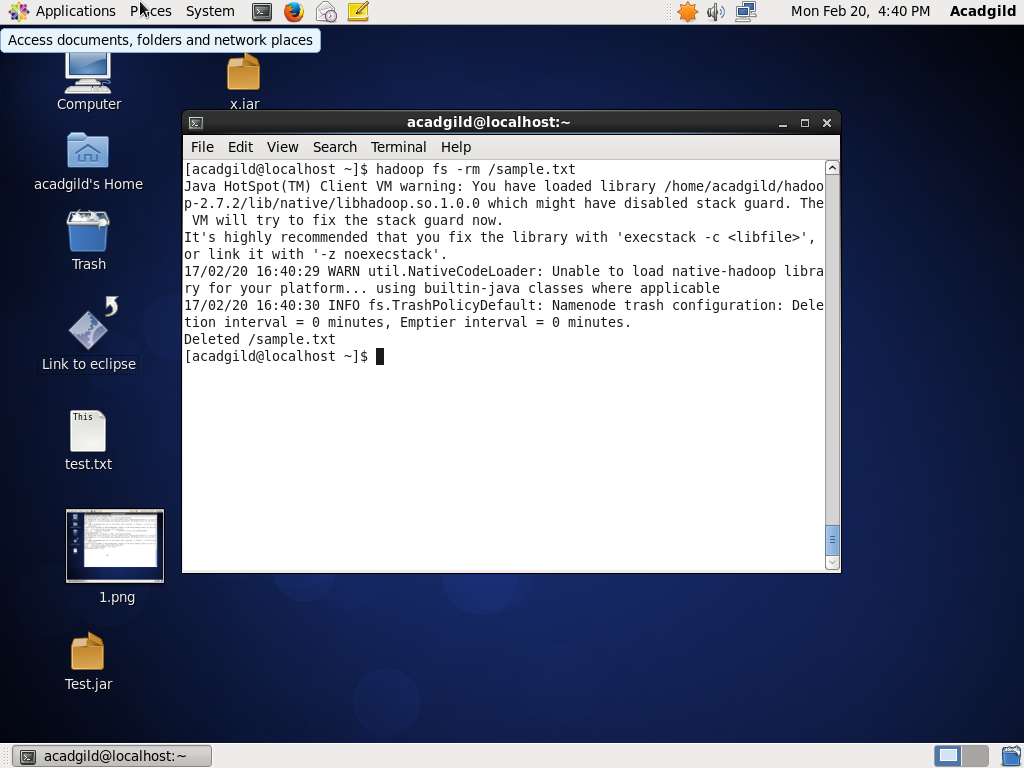 Applications Places System Mon Feb 20, 4:40 PM Acadgild
Access documents, folders and network places
Computer
x.jar
acadgild's Home
Trash
Link to eclipse
This
test.txt
1.png
Test.jar
acadgild@localhost:~
File Edit View Search Terminal Help
[acadgild@localhost ~]$ hadoop fs -rm /sample.txt
Java HotSpot(TM) Client VM warning: You have loaded library /home/acadgild/hadoo
p-2.7.2/lib/native/libhadoop.so.1.0.0 which might have disabled stack guard. The
 VM will try to fix the stack guard now.
It's highly recommended that you fix the library with 'execstack -c <libfile>',
or link it with '-z noexecstack'.
17/02/20 16:40:29 WARN util.NativeCodeLoader: Unable to load native-hadoop libra
ry for your platform... using builtin-java classes where applicable
17/02/20 16:40:30 INFO fs.TrashPolicyDefault: Namenode trash configuration: Dele
tion interval = 0 minutes, Emptier interval = 0 minutes.
Deleted /sample.txt
[acadgild@localhost ~]$
acadgild@localhost:~